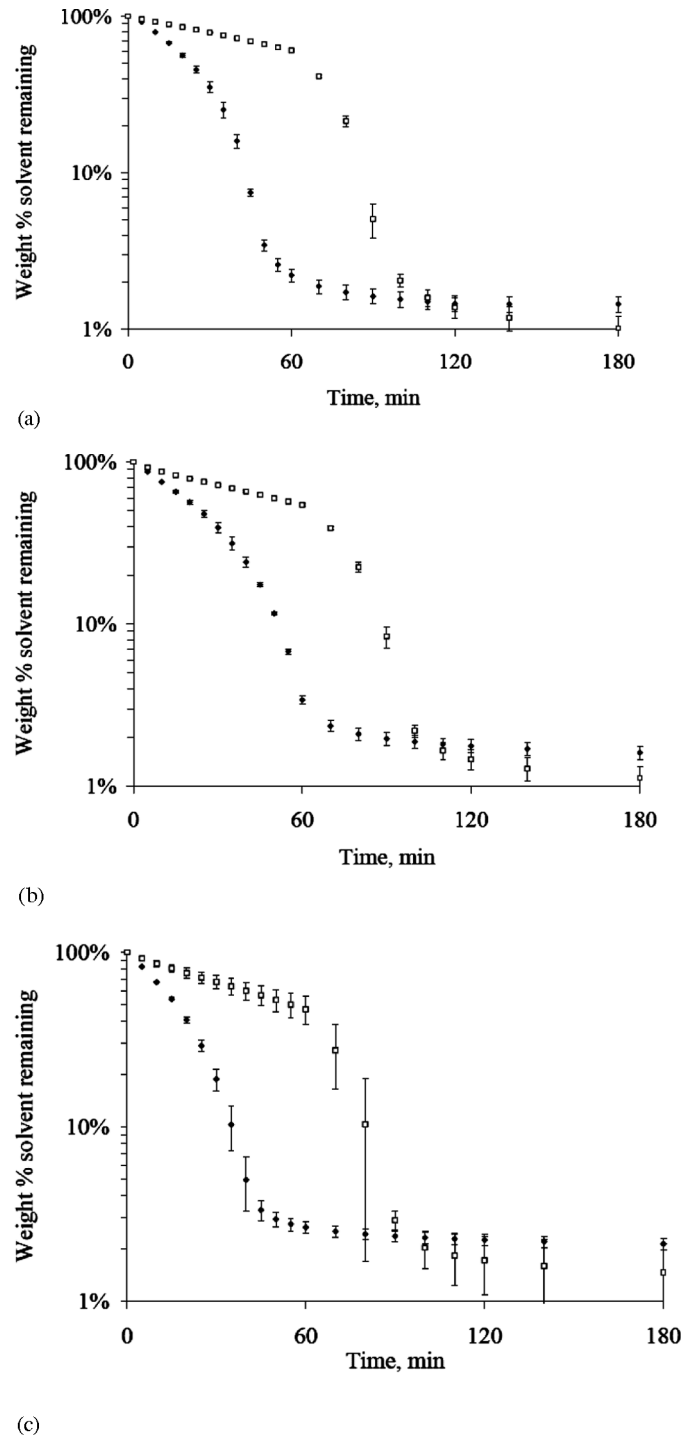 100%
10%
1%
Weight % solvent remaining
0 60 120 180
Time, min
(a)
100%
10%
1%
Weight % solvent remaining
0 60 120 180
Time, min
(b)
100%
10%
1%
Weight % solvent remaining
0 60 120 180
Time, min
(c)